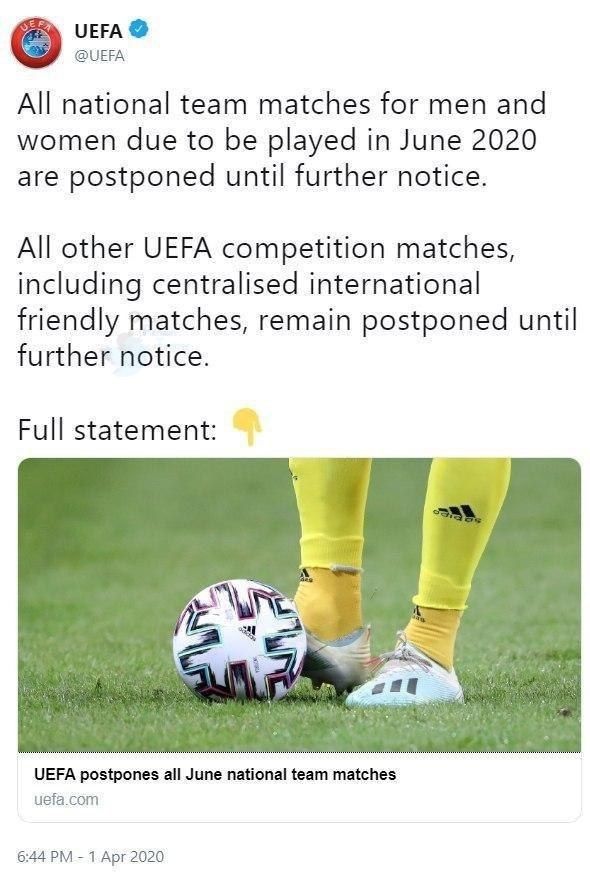 UEFA
UEFA
@UEFA
All national team matches for men and
women due to be played in June 2020
are postponed until further notice.
All other UEFA competition matches,
including centralised international
friendly matches, remain postponed until
further notice.
Full statement: 👇
adidas
adidas
UEFA postpones all June national team matches
uefa.com
6:44 PM - 1 Apr 2020